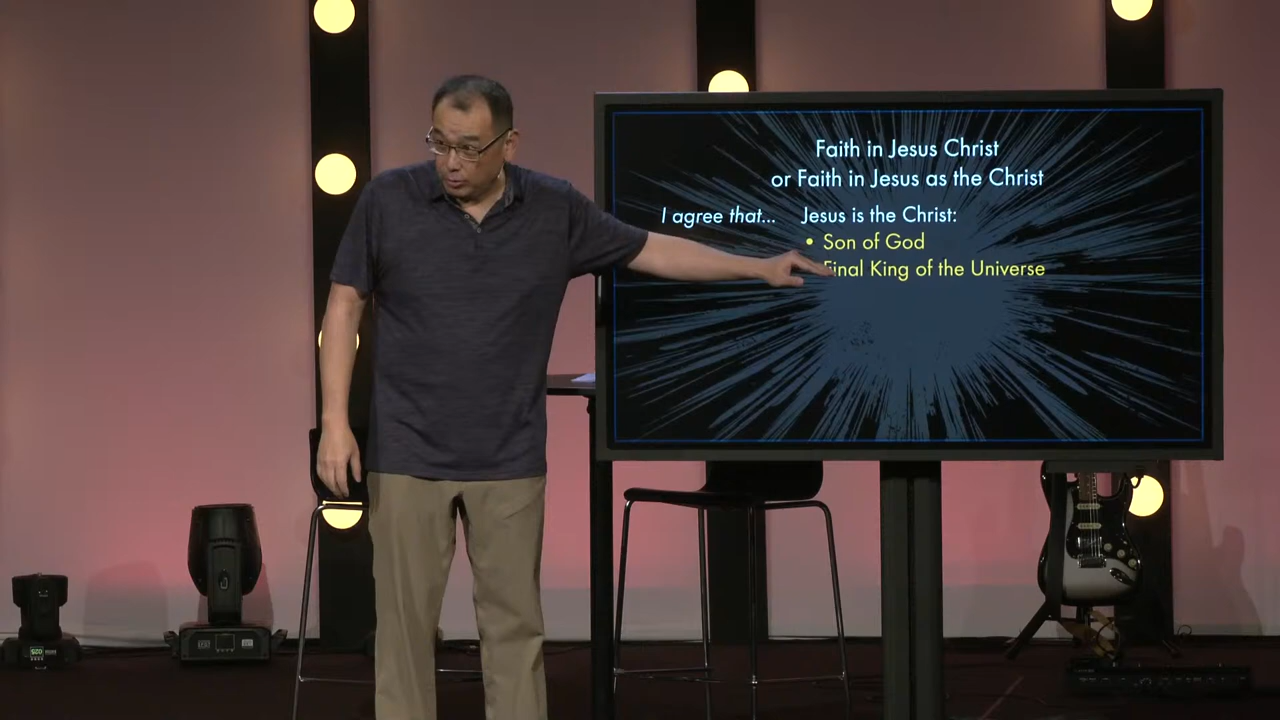 Faith in Jesus Christ
or Faith in Jesus as the Christ
I agree that... Jesus is the Christ:
• Son of God
Final King of the Universe